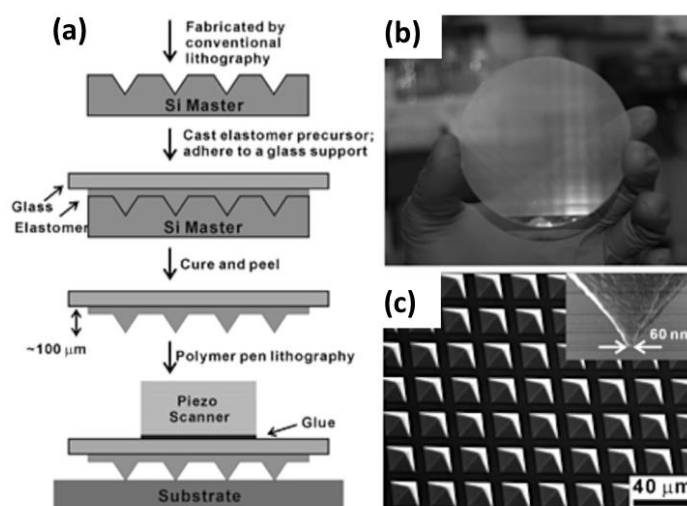 (a)
Fabricated by
conventional
lithography
Si Master
Cast elastomer precursor;
adhere to a glass support
Glass
Elastomer
Si Master
Cure and peel
~100 μm
Polymer pen lithography
Piezo
Scanner
Glue
Substrate
(b)
(c)
60 nm
40 μm